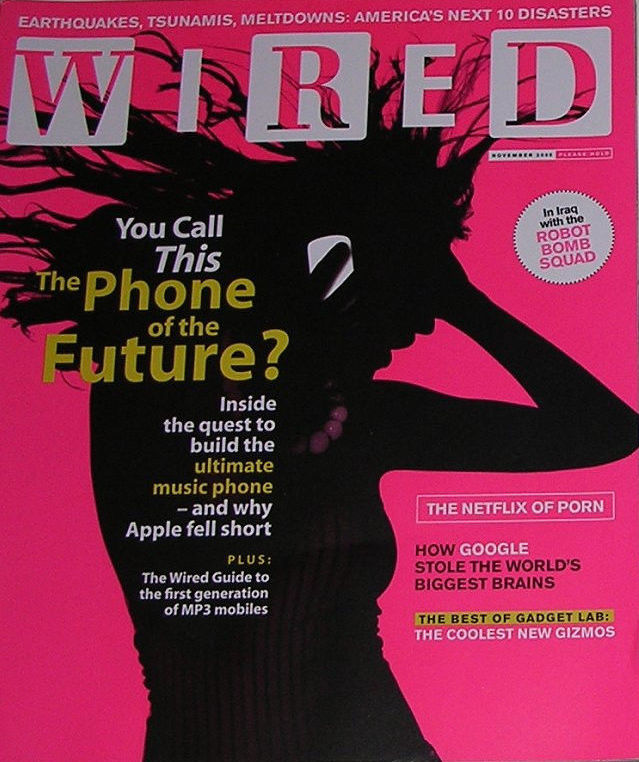 EARTHQUAKES, TSUNAMIS, MELTDOWNS: AMERICA'S NEXT 10 DISASTERS
WIRED
NOVEMBER 2005 PLEASE HOLD
In Iraq
with the
ROBOT
BOMB
SQUAD
You Call
This
The Phone
of the
Future?
Inside
the quest to
build the
ultimate
music phone
– and why
Apple fell short
PLUS:
The Wired Guide to
the first generation
of MP3 mobiles
THE NETFLIX OF PORN
HOW GOOGLE
STOLE THE WORLD'S
BIGGEST BRAINS
THE BEST OF GADGET LAB:
THE COOLEST NEW GIZMOS